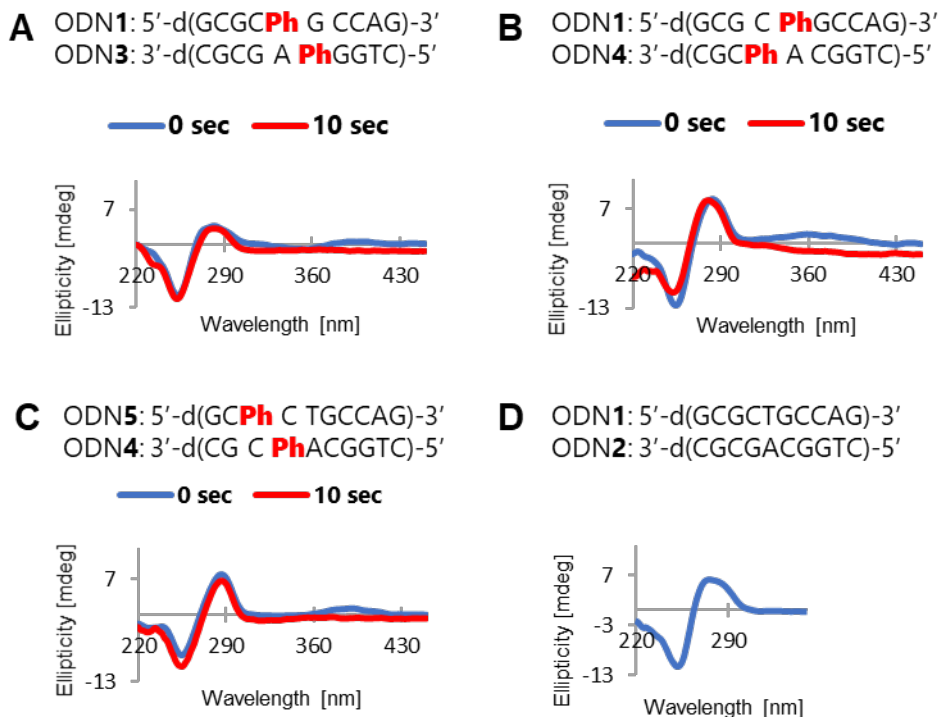 A
ODN1: 5′-d(GCGCPh G CCAG)-3′
ODN3: 3′-d(CGCG A PhGGTC)-5′
0 sec 10 sec
Ellipticity [mdeg]
7
-13
220 290 360 430
Wavelength [nm]
B
ODN1: 5′-d(GCG C PhGCCAG)-3′
ODN4: 3′-d(CGCPh A CGGTC)-5′
0 sec 10 sec
Ellipticity [mdeg]
7
-13
220 290 360 430
Wavelength [nm]
C
ODN5: 5′-d(GCPh C TGCCAG)-3′
ODN4: 3′-d(CG C PhACGGTC)-5′
0 sec 10 sec
Ellipticity [mdeg]
7
-13
220 290 360 430
Wavelength [nm]
D
ODN1: 5′-d(GCGCTGCCAG)-3′
ODN2: 3′-d(CGCGACGGTC)-5′
Ellipticity [mdeg]
7
-3
-13
220 290
Wavelength [nm]